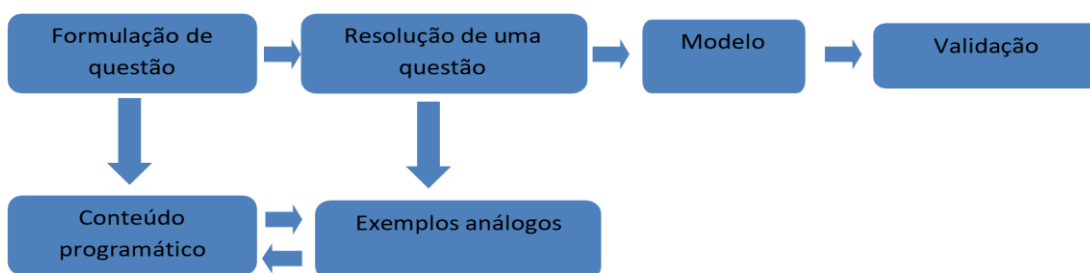 Formulação de
questão
Resolução de uma
questão
Modelo
Validação
Conteúdo
programático
Exemplos análogos